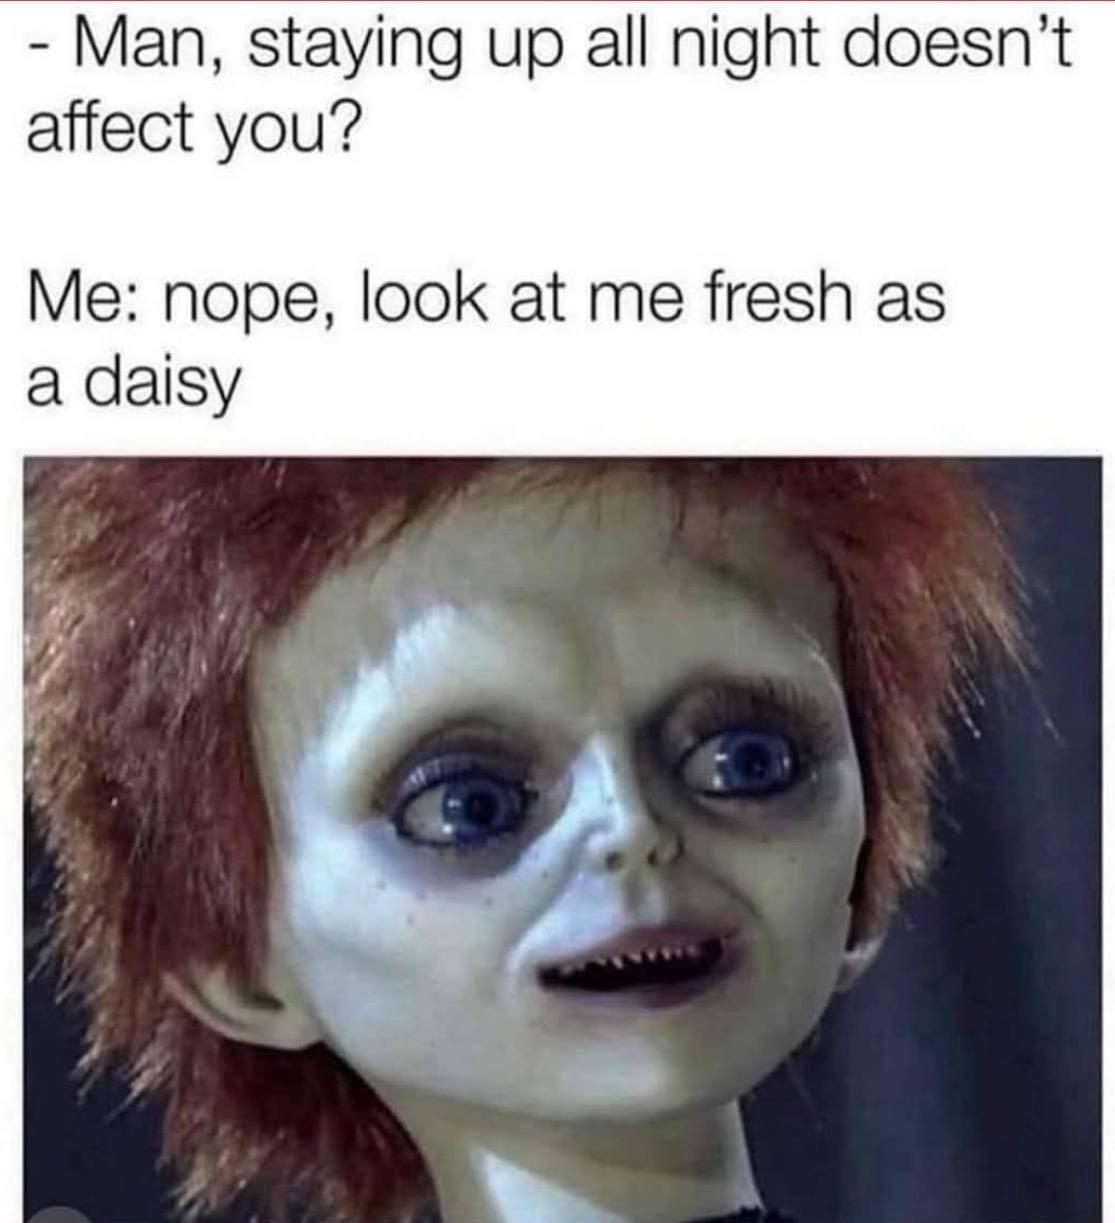 - Man, staying up all night doesn't
affect you?
Me: nope, look at me fresh as
a daisy